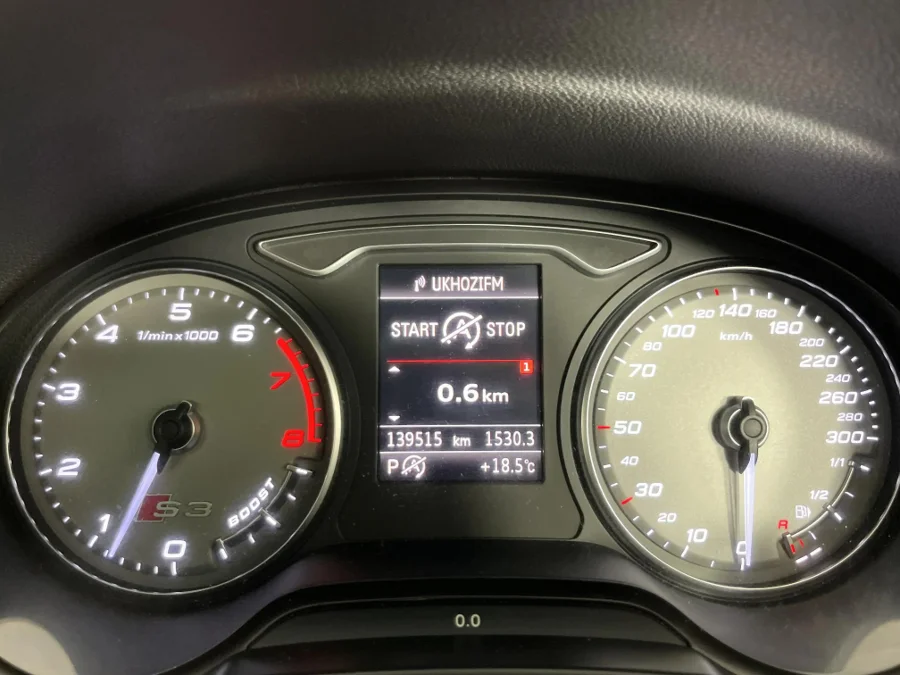 UKHOZIFM
START A STOP
1
0.6 km
139515 km 1530.3
P A +18.5°C
0 1 2 3 4 5 6 7 8
1/min x 1000
S3
BOOST
0 10 20 30 40 50 60 70 80 100 120 140 160 180 200 220 240 260 280 300
km/h
1/1
1/2
R
0.0